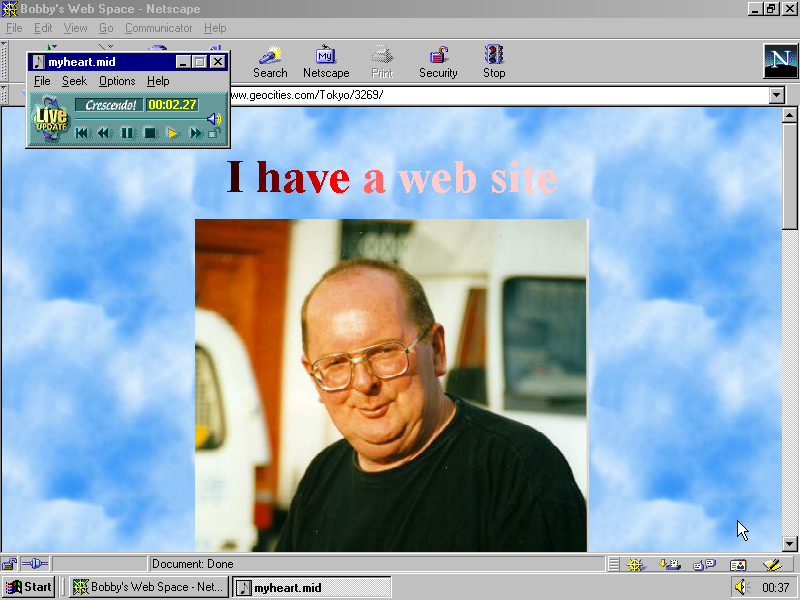 Bobby's Web Space - Netscape
File Edit View Go Communicator Help
myheart.mid
File Seek Options Help
Live
UPDATE
Crescendo! 00:02.27
My
Search Netscape Print Security Stop
N
ww.geocities.com/Tokyo/3269/
I have a web site
Document: Done
Start Bobby's Web Space - Net... myheart.mid 00:37